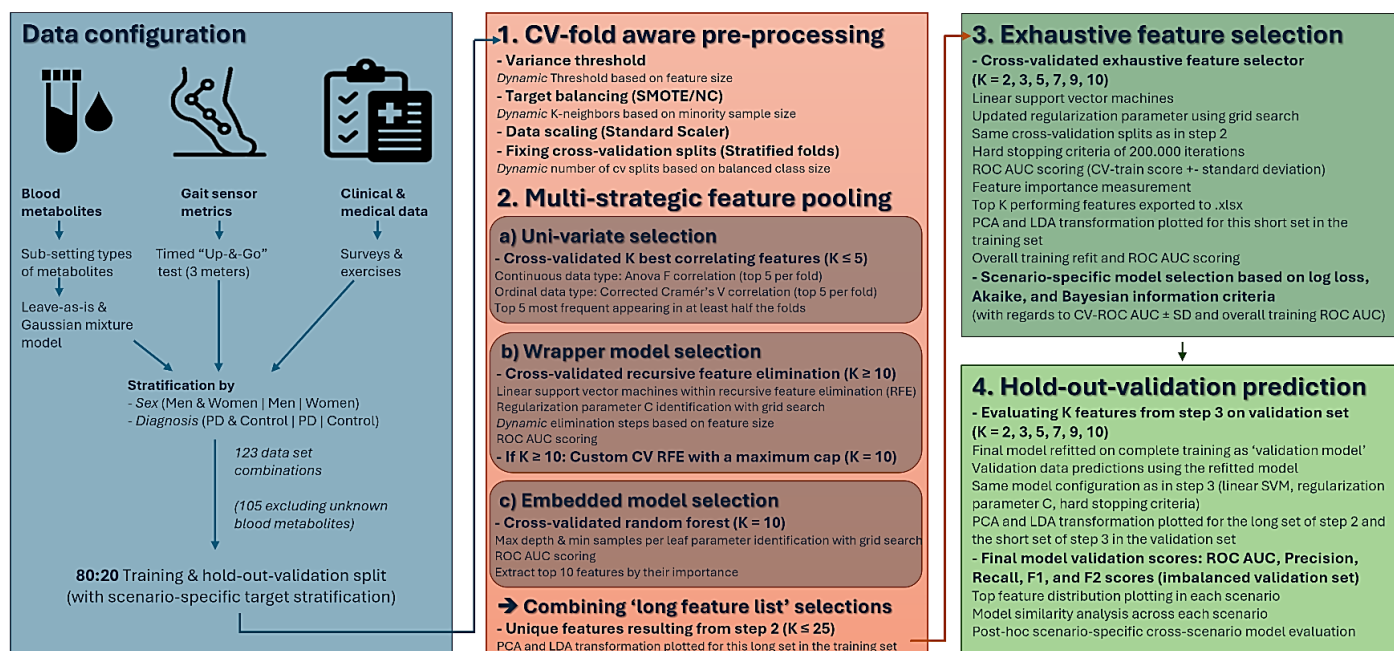 Data configuration
Blood
metabolites
Gait sensor
metrics
Clinical &
medical data
Sub-setting types
of metabolites
Timed “Up-&-Go”
test (3 meters)
Surveys &
exercises
Leave-as-is &
Gaussian mixture
model
Stratification by
- Sex (Men & Women | Men | Women)
- Diagnosis (PD & Control | PD | Control)
123 data set
combinations
(105 excluding unknown
blood metabolites)
80:20 Training & hold-out-validation split
(with scenario-specific target stratification)
1. CV-fold aware pre-processing
- Variance threshold
Dynamic Threshold based on feature size
- Target balancing (SMOTE/NC)
Dynamic K-neighbors based on minority sample size
- Data scaling (Standard Scaler)
- Fixing cross-validation splits (Stratified folds)
Dynamic number of cv splits based on balanced class size
2. Multi-strategic feature pooling
a) Uni-variate selection
- Cross-validated K best correlating features (K ≤ 5)
Continuous data type: Anova F correlation (top 5 per fold)
Ordinal data type: Corrected Cramér’s V correlation (top 5 per fold)
Top 5 most frequent appearing in at least half the folds
b) Wrapper model selection
- Cross-validated recursive feature elimination (K ≥ 10)
Linear support vector machines within recursive feature elimination (RFE)
Regularization parameter C identification with grid search
Dynamic elimination steps based on feature size
ROC AUC scoring
- If K ≥ 10: Custom CV RFE with a maximum cap (K = 10)
c) Embedded model selection
- Cross-validated random forest (K = 10)
Max depth & min samples per leaf parameter identification with grid search
ROC AUC scoring
Extract top 10 features by their importance
➔ Combining ‘long feature list’ selections
- Unique features resulting from step 2 (K ≤ 25)
PCA and LDA transformation plotted for this long set in the training set
3. Exhaustive feature selection
- Cross-validated exhaustive feature selector
(K = 2, 3, 5, 7, 9, 10)
Linear support vector machines
Updated regularization parameter using grid search
Same cross-validation splits as in step 2
Hard stopping criteria of 200.000 iterations
ROC AUC scoring (CV-train score +- standard deviation)
Feature importance measurement
Top K performing features exported to .xlsx
PCA and LDA transformation plotted for this short set in the
training set
Overall training refit and ROC AUC scoring
- Scenario-specific model selection based on log loss,
Akaike, and Bayesian information criteria
(with regards to CV-ROC AUC ± SD and overall training ROC AUC)
4. Hold-out-validation prediction
- Evaluating K features from step 3 on validation set
(K = 2, 3, 5, 7, 9, 10)
Final model refitted on complete training as ‘validation model’
Validation data predictions using the refitted model
Same model configuration as in step 3 (linear SVM, regularization
parameter C, hard stopping criteria)
PCA and LDA transformation plotted for the long set of step 2 and
the short set of step 3 in the validation set
- Final model validation scores: ROC AUC, Precision,
Recall, F1, and F2 scores (imbalanced validation set)
Top feature distribution plotting in each scenario
Model similarity analysis across each scenario
Post-hoc scenario-specific cross-scenario model evaluation